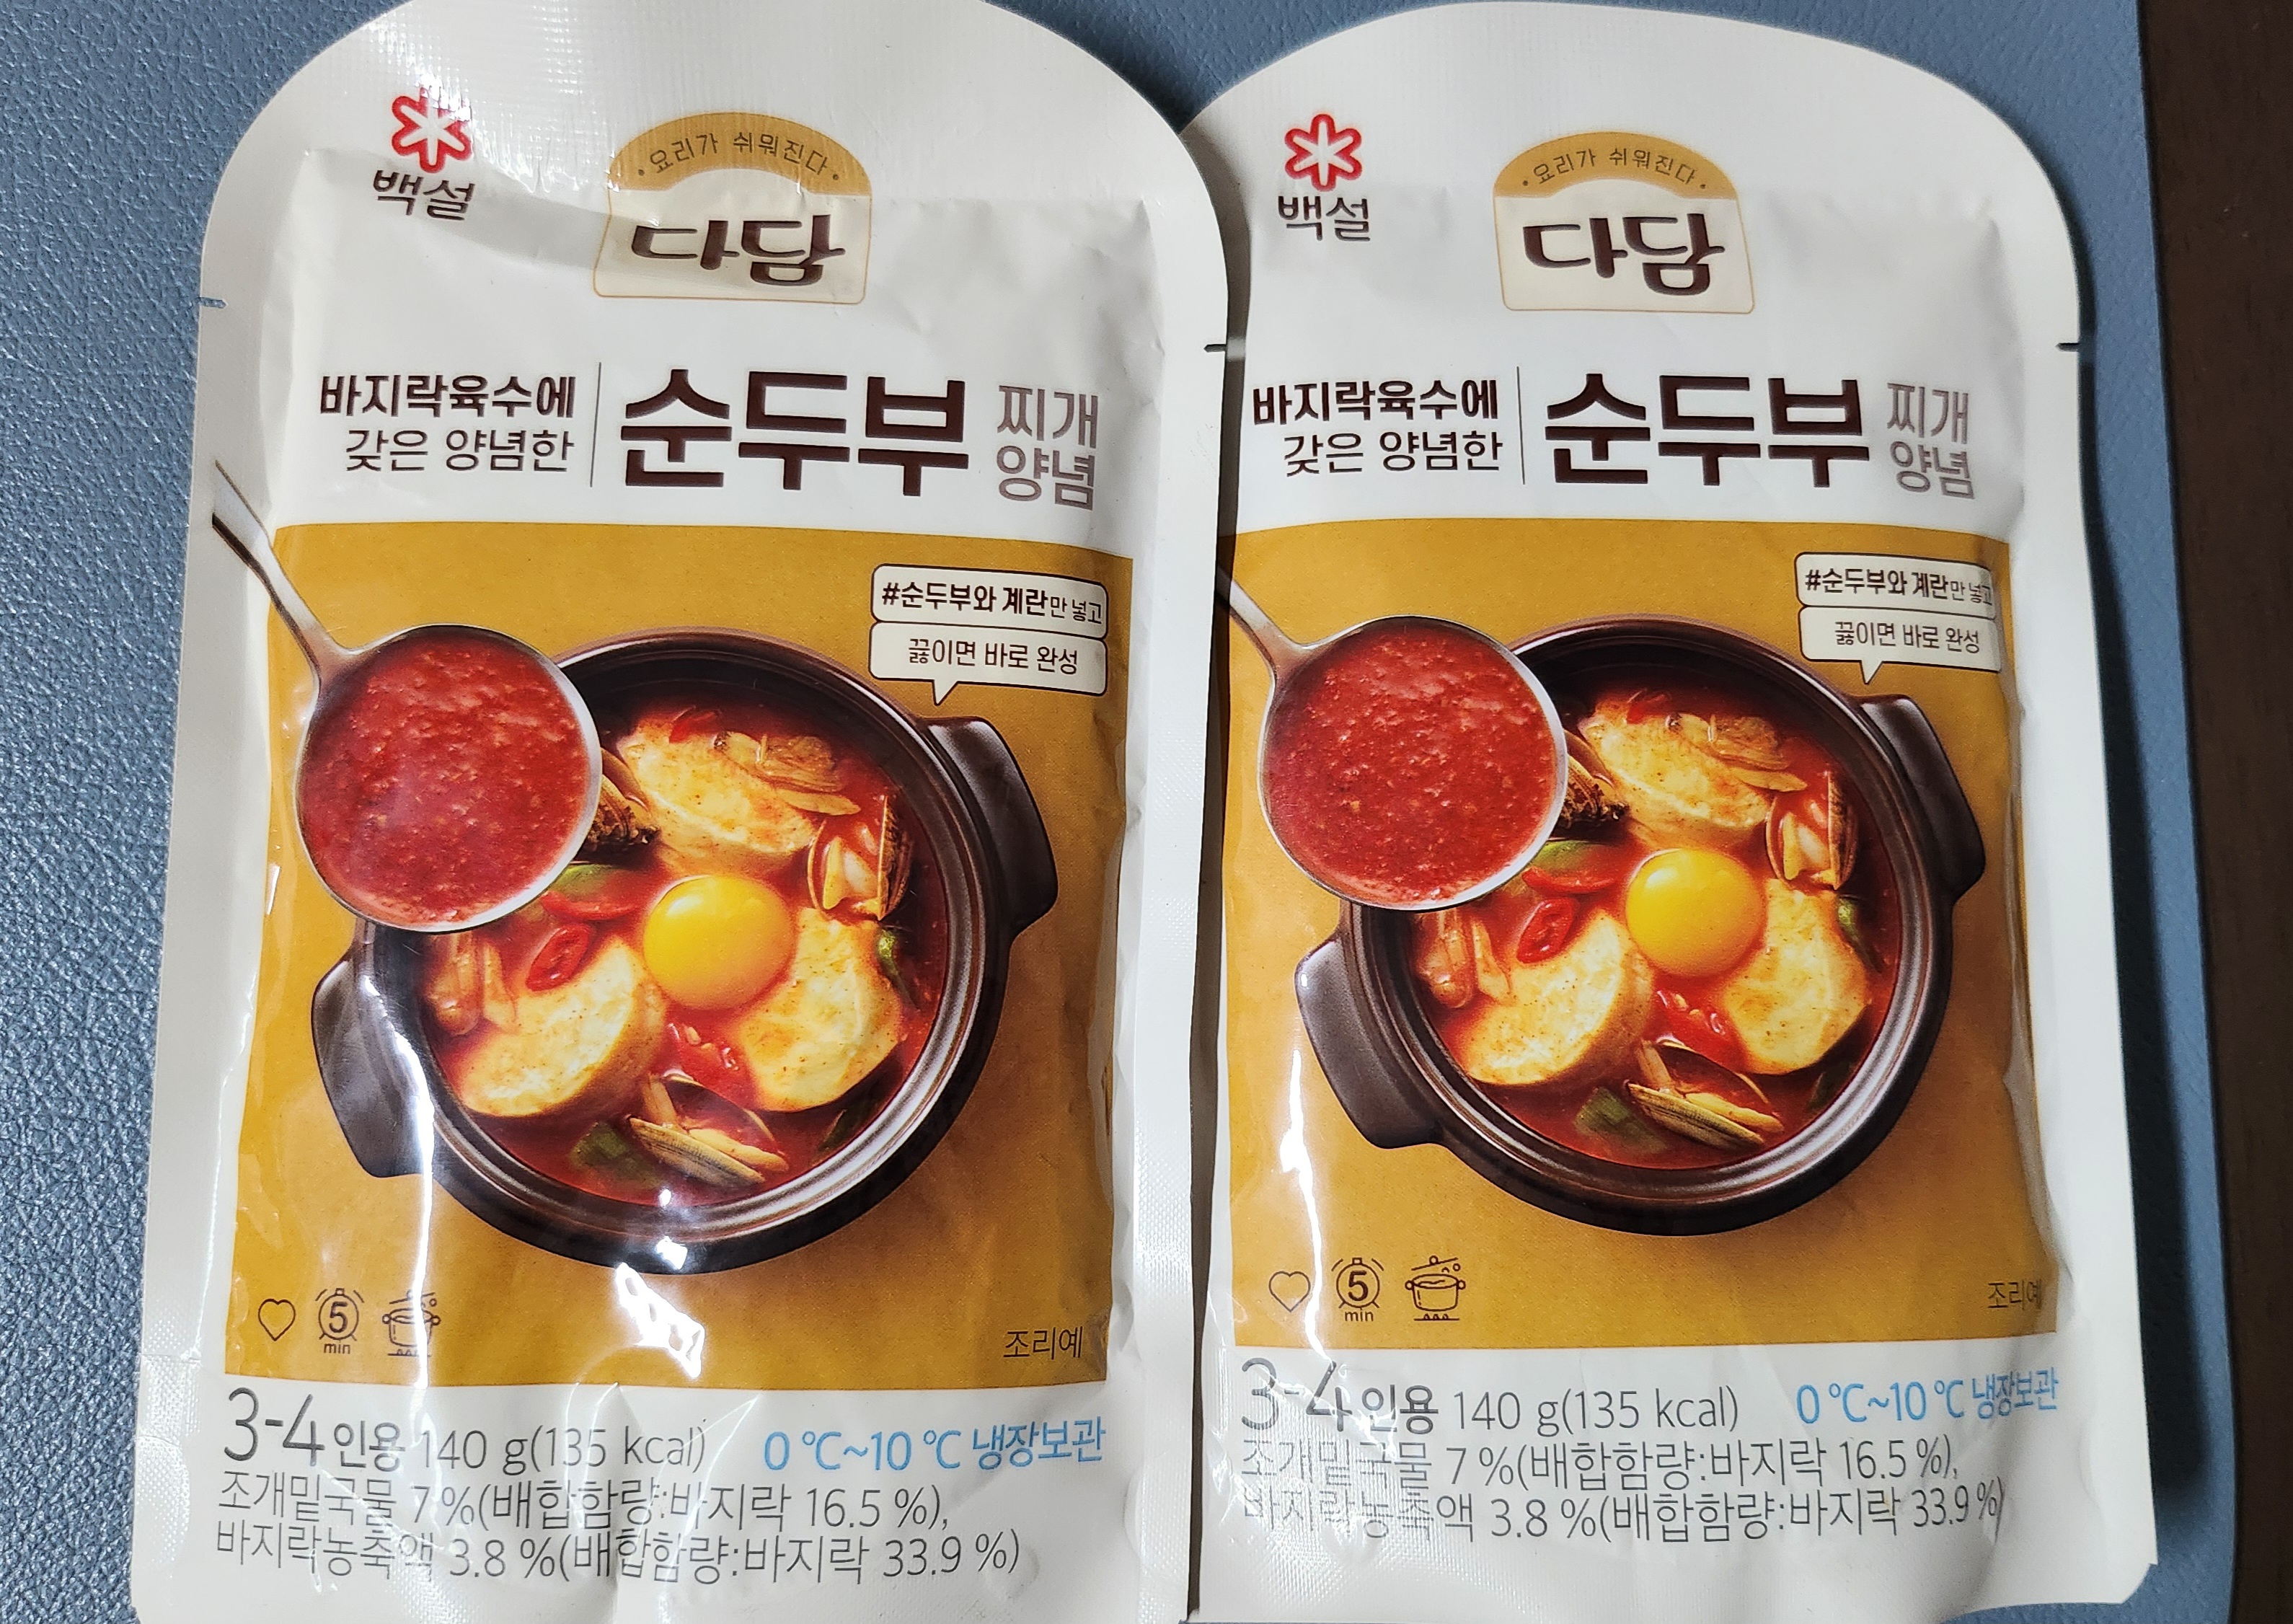 백설
요리가 쉬워진다
다담
바지락육수에
갖은 양념한
순두부
찌개
양념
#순두부와 계란만 넣고
끓이면 바로 완성
5
min
조리예
3-4인용 140 g(135 kcal) 0 ℃~10 ℃ 냉장보관
조개밑국물 7 %(배합함량:바지락 16.5 %),
바지락농축액 3.8 %(배합함량:바지락 33.9 %)
백설
요리가 쉬워진다
다담
바지락육수에
갖은 양념한
순두부
찌개
양념
#순두부와 계란만 넣고
끓이면 바로 완성
5
min
조리예
3-4인용 140 g(135 kcal) 0 ℃~10 ℃ 냉장보관
조개밑국물 7 %(배합함량:바지락 16.5 %),
바지락농축액 3.8 %(배합함량:바지락 33.9 %)